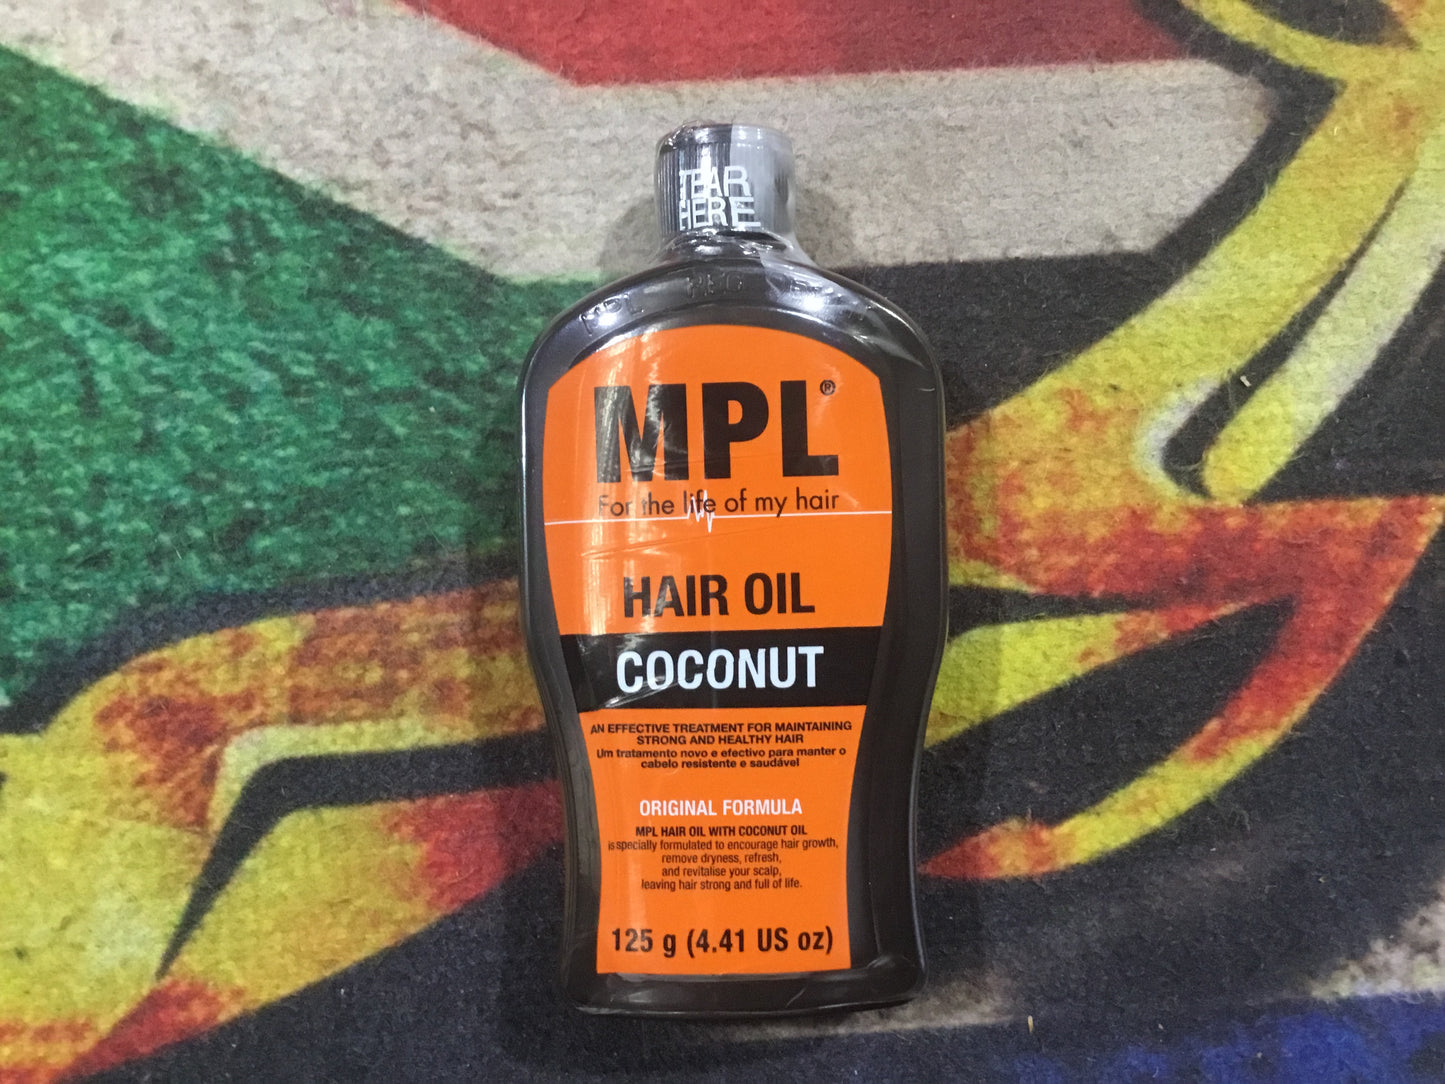 TEAR
HERE
MPL®
For the life of my hair
HAIR OIL
COCONUT
AN EFFECTIVE TREATMENT FOR MAINTAINING
STRONG AND HEALTHY HAIR
Um tratamento novo e efectivo para manter o
cabelo resistente e saudável
ORIGINAL FORMULA
MPL HAIR OIL WITH COCONUT OIL
is specially formulated to encourage hair growth,
remove dryness, refresh,
and revitalise your scalp,
leaving hair strong and full of life.
125 g (4.41 US oz)